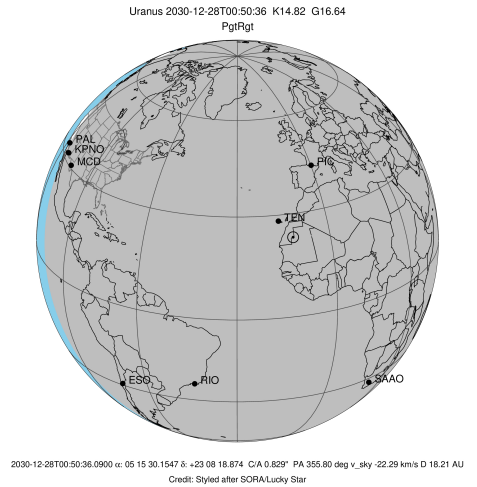 Uranus 2030-12-28T00:50:36 K14.82 G16.64
PgtRgt
PAL
KPNO
MCD
PIC
TEN
ESO
RIO
SAAO
2030-12-28T00:50:36.0900 α: 05 15 30.1547 δ: +23 08 18.874 C/A 0.829" PA 355.80 deg v_sky -22.29 km/s D 18.21 AU
Credit: Styled after SORA/Lucky Star